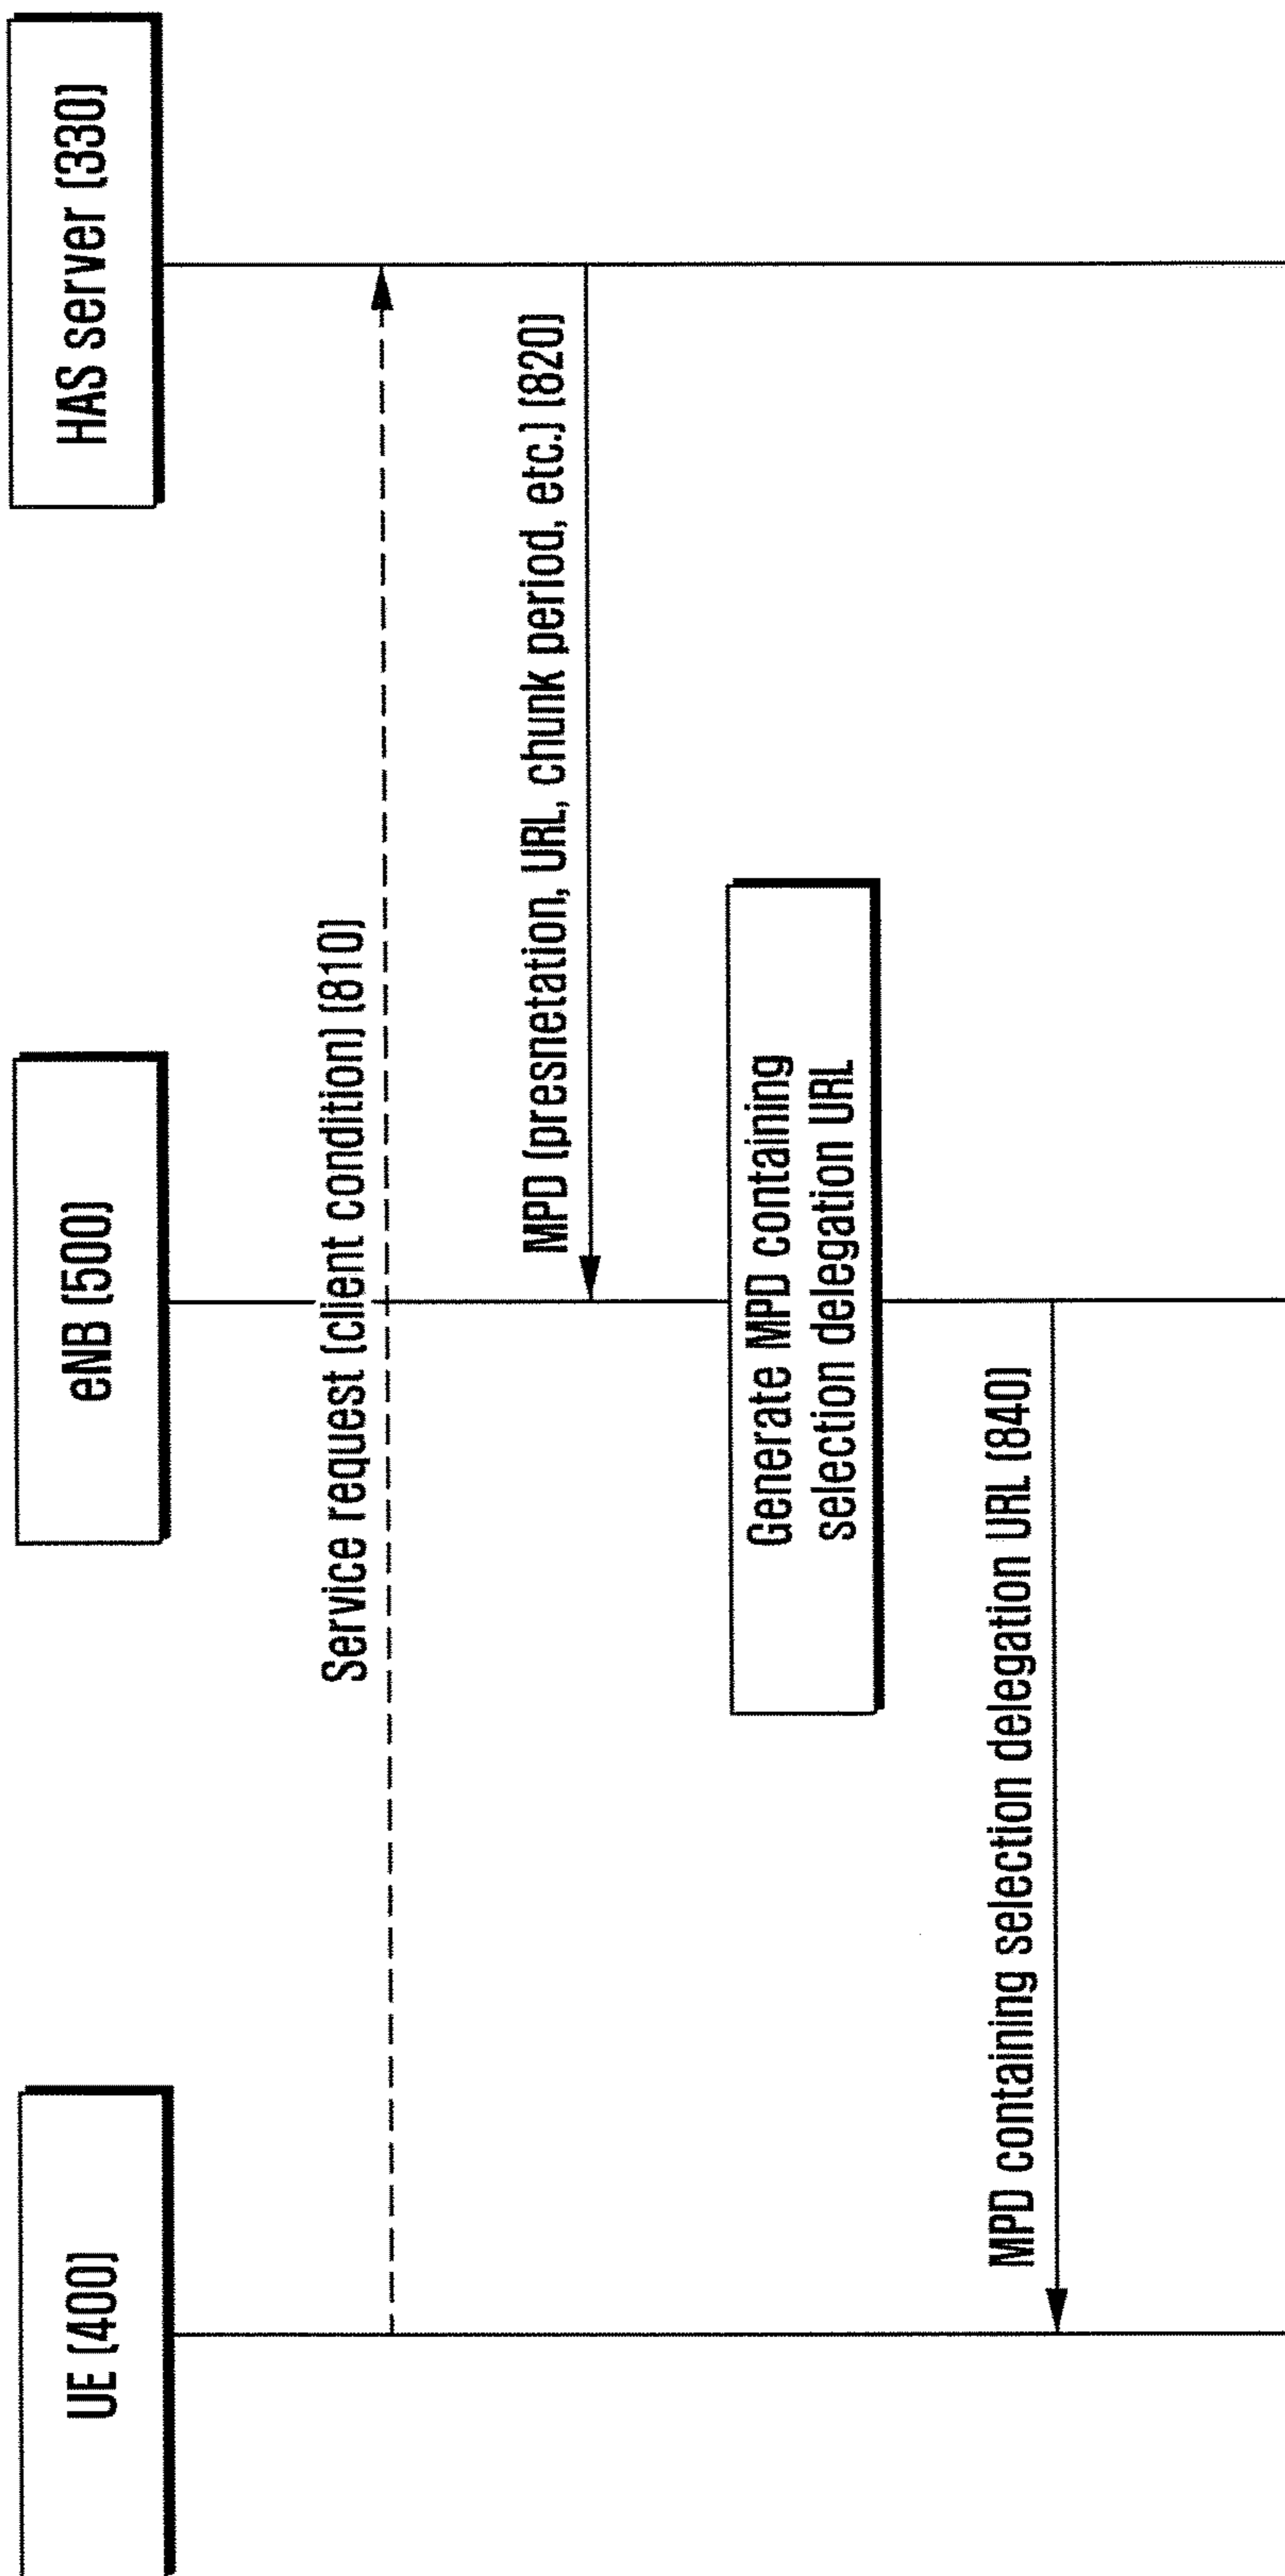 UE (400)
eNB (500)
HAS server (330)
Service request (client condition) (810)
MPD (presnetation, URL, chunk period, etc.) (820)
Generate MPD containing
selection delegation URL
MPD containing selection delegation URL (840)